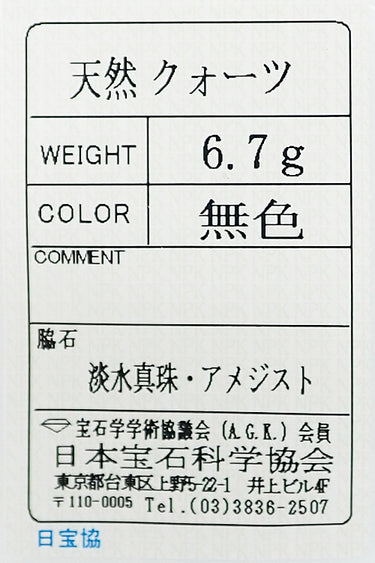 天然 クォーツ
WEIGHT 6.7g
COLOR 無色
COMMENT
脇石
淡水真珠・アメジスト
宝石学学術協議会 (A.G.K.) 会員
日本宝石科学協会
東京都台東区上野5-22-1 井上ビル4F
〒110-0005 Tel.(03)3836-2507
日宝協